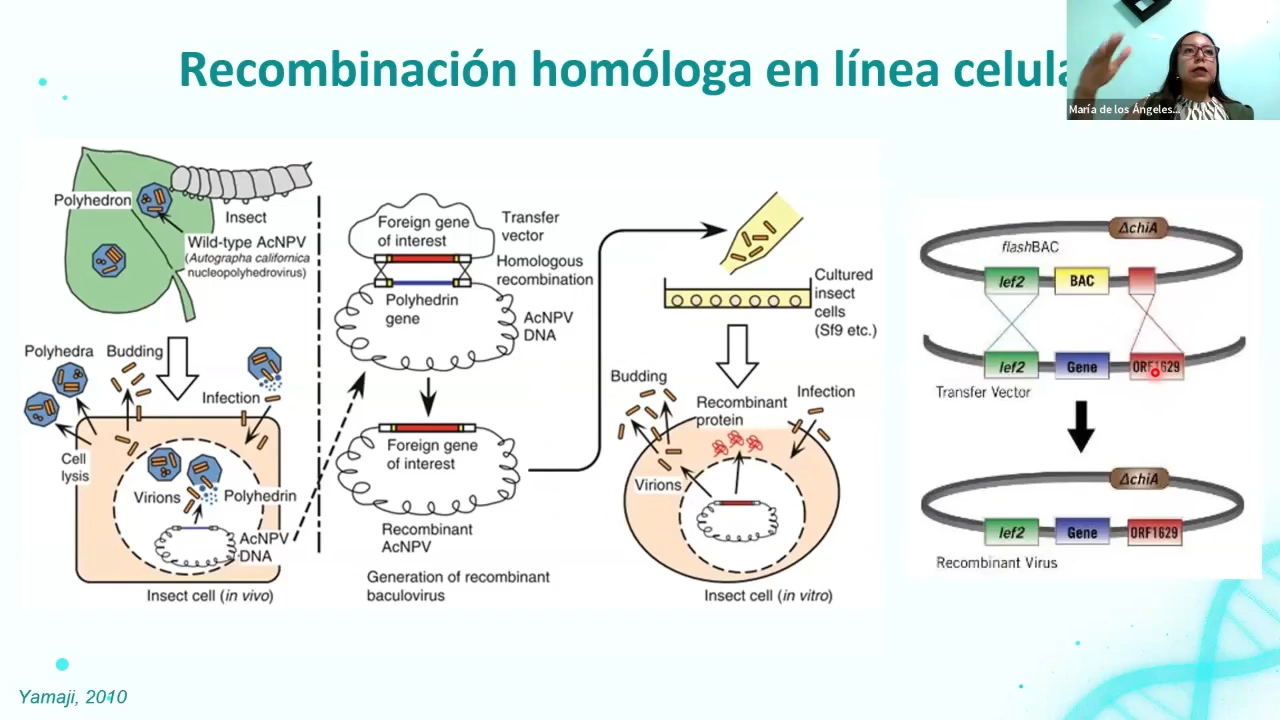 Recombinación homóloga en línea celula
María de los Ángeles...
Polyhedron
Insect
Wild-type AcNPV
(Autographa californica
nucleopolyhedrovirus)
Polyhedra
Budding
Infection
Cell
lysis
Virions
Polyhedrin
AcNPV
DNA
Insect cell (in vivo)
Foreign gene
of interest
Transfer
vector
Homologous
recombination
Polyhedrin
gene
AcNPV
DNA
Foreign gene
of interest
Recombinant
AcNPV
Generation of recombinant
baculovirus
Cultured
insect
cells
(Sf9 etc.)
Budding
Recombinant
protein
Infection
Virions
Insect cell (in vitro)
ΔchiA
flashBAC
lef2
BAC
lef2
Gene
ORF1629
Transfer Vector
ΔchiA
lef2
Gene
ORF1629
Recombinant Virus
Yamaji, 2010